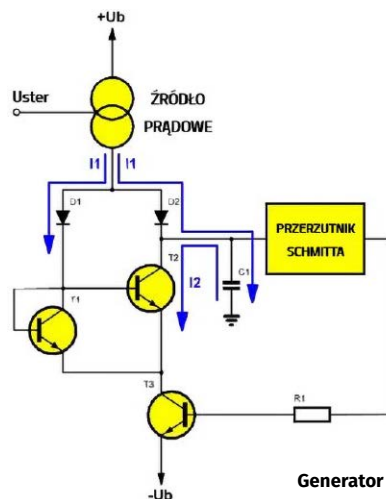 +Ub
Uster
ŹRÓDŁO
PRĄDOWE
I1 I1
D1 D2
PRZERZUTNIK
SCHMITTA
T2
C1
I2
T1
T3
R1
-Ub
Generator